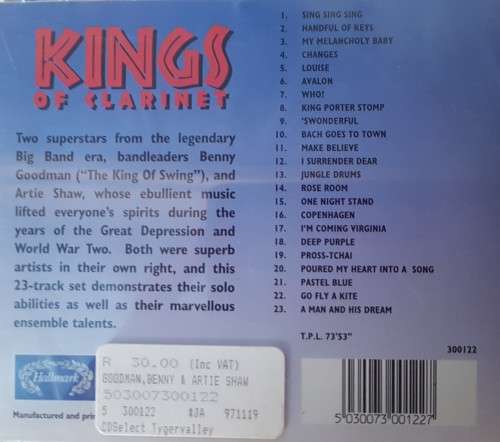 KINGS
OF CLARINET
Two superstars from the legendary
Big Band era, bandleaders Benny
Goodman ("The King Of Swing"), and
Artie Shaw, whose ebullient music
lifted everyone's spirits during the
years of the Great Depression and
World War Two. Both were superb
artists in their own right, and this
23-track set demonstrates their solo
abilities as well as their marvellous
ensemble talents.
1. SING SING SING
2. HANDFUL OF KEYS
3. MY MELANCHOLY BABY
4. CHANGES
5. LOUISE
6. AVALON
7. WHO!
8. KING PORTER STOMP
9. 'SWONDERFUL
10. BACH GOES TO TOWN
11. MAKE BELIEVE
12. I SURRENDER DEAR
13. JUNGLE DRUMS
14. ROSE ROOM
15. ONE NIGHT STAND
16. COPENHAGEN
17. I'M COMING VIRGINIA
18. DEEP PURPLE
19. PROSS-TCHAI
20. POURED MY HEART INTO A SONG
21. PASTEL BLUE
22. GO FLY A KITE
23. A MAN AND HIS DREAM
T.P.L. 73'53"
300122
5 030073 001227
Hallmark
Manufactured and prin
R 30.00 (Inc VAT)
GOODMAN,BENNY & ARTIE SHAW
503007300122
5 300122 #JA 971119
CDSelect Tygervalley